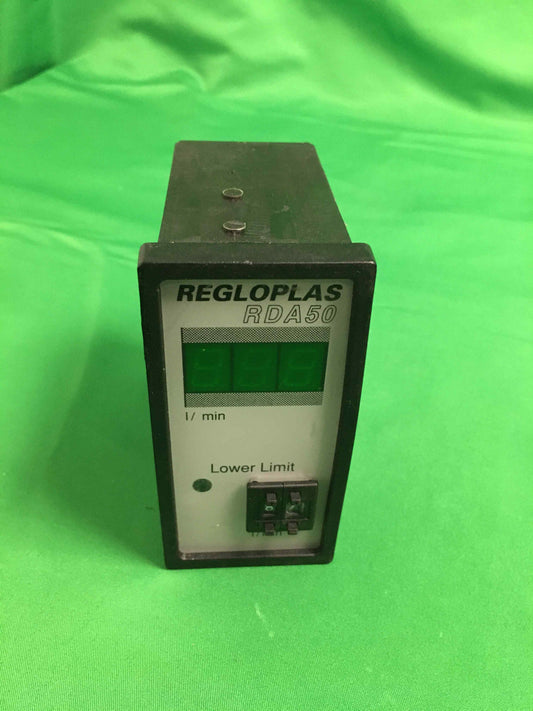 REGLOPLAS
RDA50
l/ min
Lower Limit